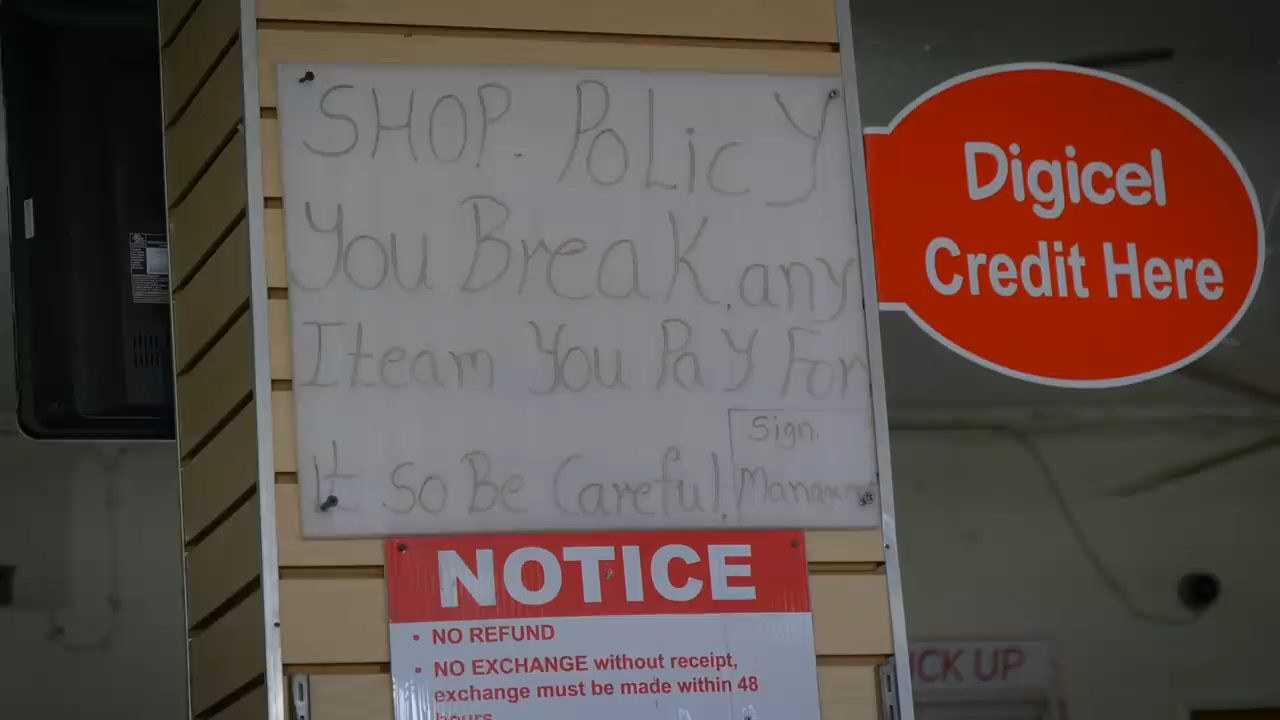 SHOP. PoLicY
You BreaK. any
Iteam You PaY For
It So Be Careful.
Sign.
Digicel
Credit Here
NOTICE
• NO REFUND
• NO EXCHANGE without receipt,
exchange must be made within 48
hours
ICK UP